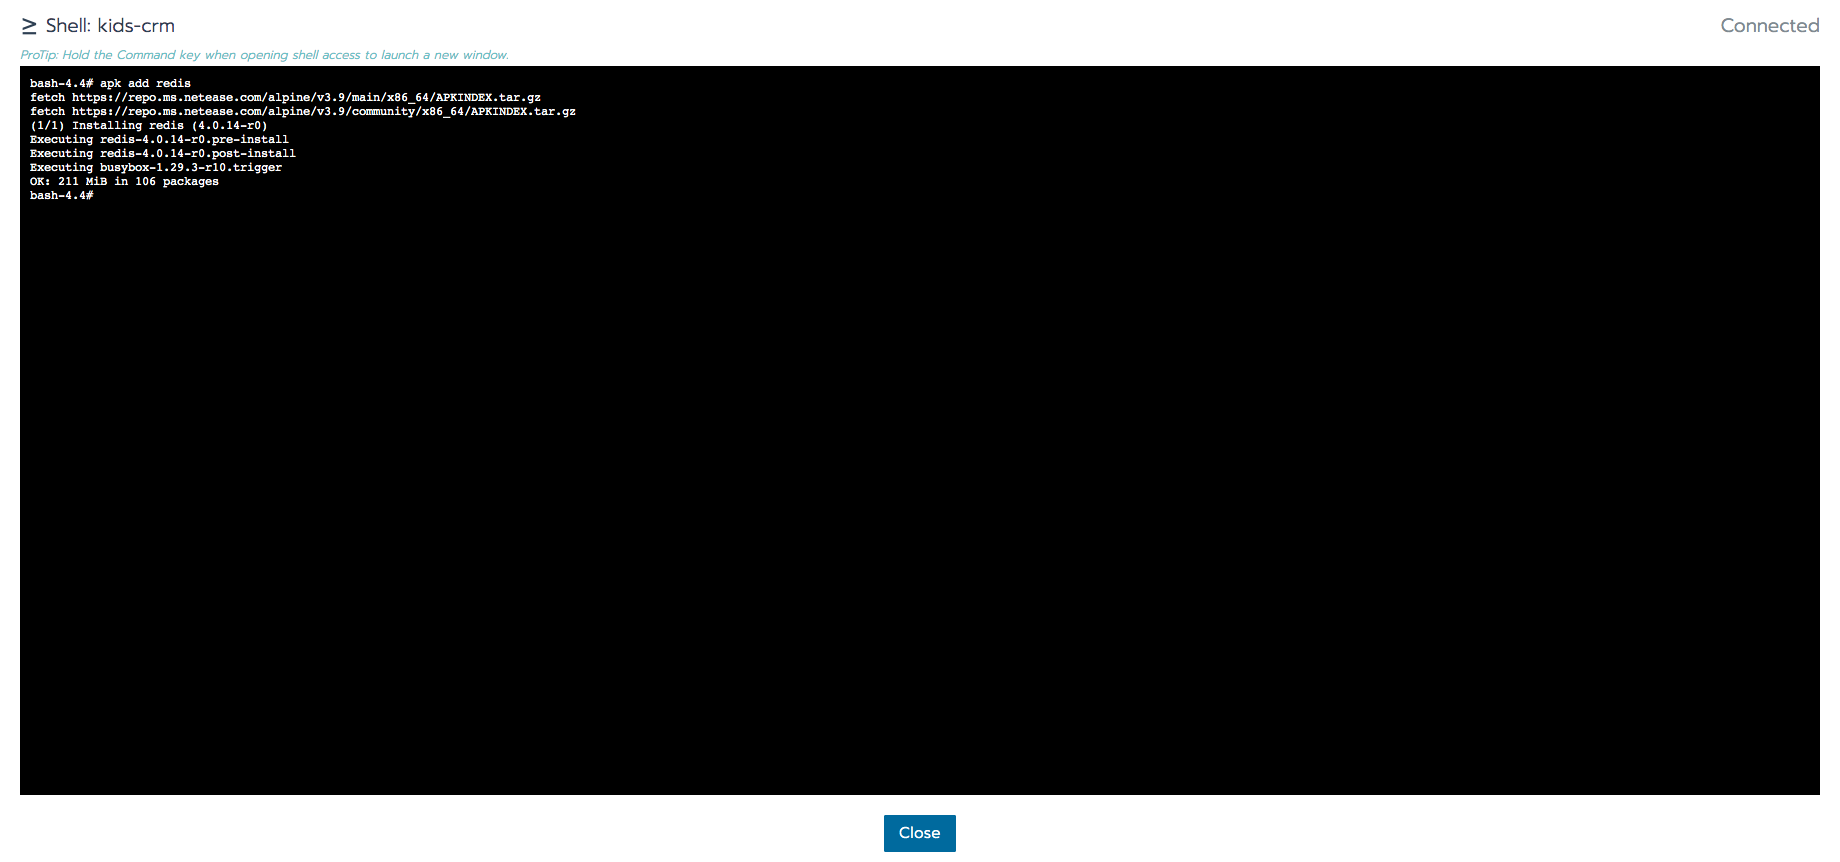 Shell: kids-crm
Connected
ProTip: Hold the Command key when opening shell access to launch a new window.
bash-4.4# apk add redis
fetch https://repo.ms.netease.com/alpine/v3.9/main/x86_64/APKINDEX.tar.gz
fetch https://repo.ms.netease.com/alpine/v3.9/community/x86_64/APKINDEX.tar.gz
(1/1) Installing redis (4.0.14-r0)
Executing redis-4.0.14-r0.pre-install
Executing redis-4.0.14-r0.post-install
Executing busybox-1.29.3-r10.trigger
OK: 211 MiB in 106 packages
bash-4.4#
Close